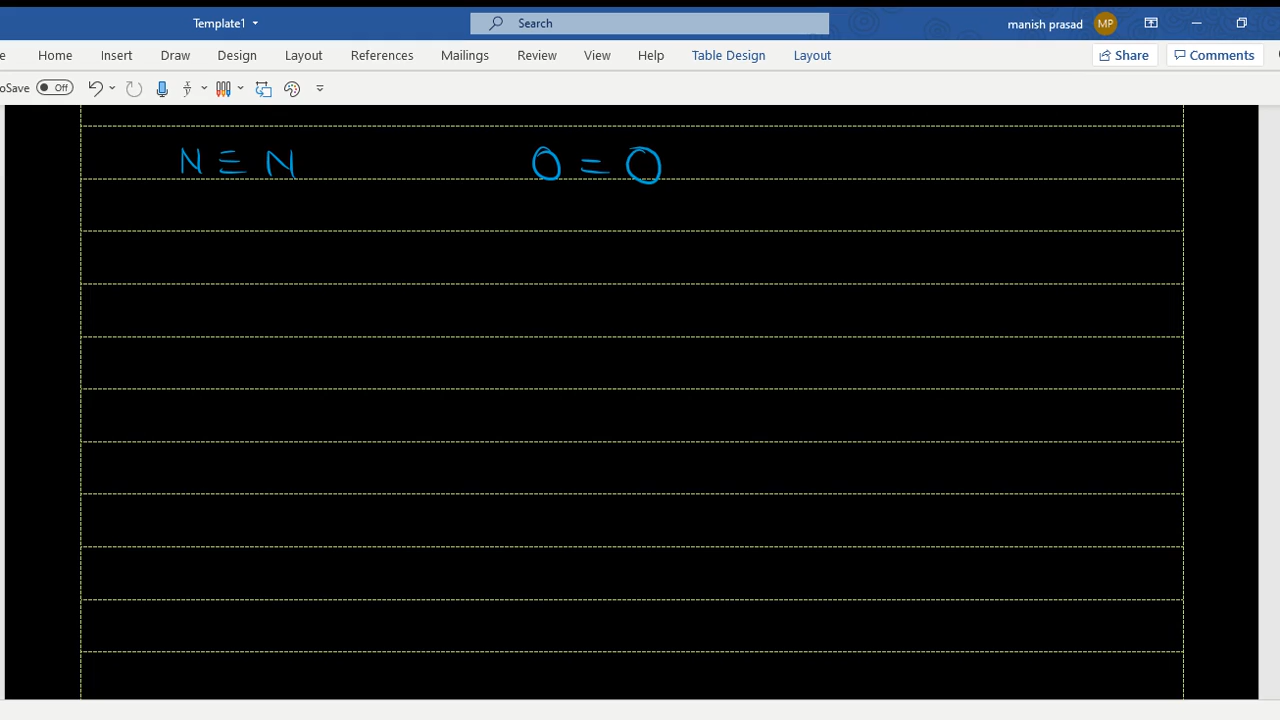 Template1 Search manish prasad MP
Home Insert Draw Design Layout References Mailings Review View Help Table Design Layout Share Comments
oSave Off
N ≡ N O = O